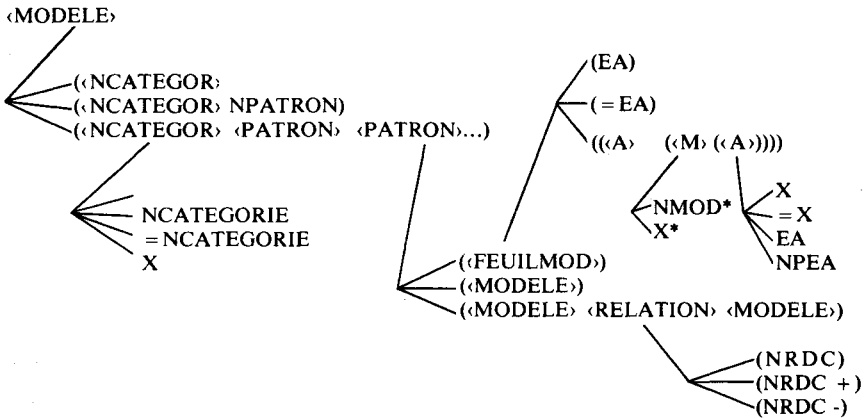 ‹MODELE›
(‹NCATEGOR›
(‹NCATEGOR› NPATRON)
(‹NCATEGOR› ‹PATRON› ‹PATRON›...)
NCATEGORIE
=NCATEGORIE
X
(EA)
(=EA)
((‹A› (‹M› (‹A›))))
NMOD*
X*
X
=X
EA
NPEA
(‹FEUILMOD›)
(‹MODELE›)
(‹MODELE› ‹RELATION› ‹MODELE›)
(NRDC)
(NRDC +)
(NRDC -)